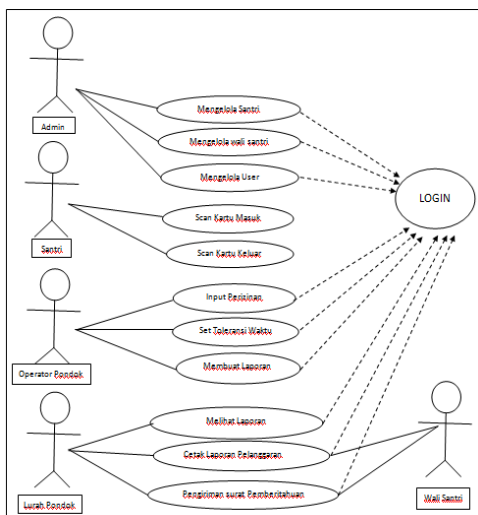 Admin
Mengelola Santri
Mengelola wali santri
Mengelola User
LOGIN
Santri
Scan Kartu Masuk
Scan Kartu Keluar
Operator Pondok
Input Perizinan
Set Toleransi Waktu
Membuat Laporan
Lurah Pondok
Melihat Laporan
Cetak Laporan Pelanggaran
Pengiriman surat Pemberitahuan
Wali Santri